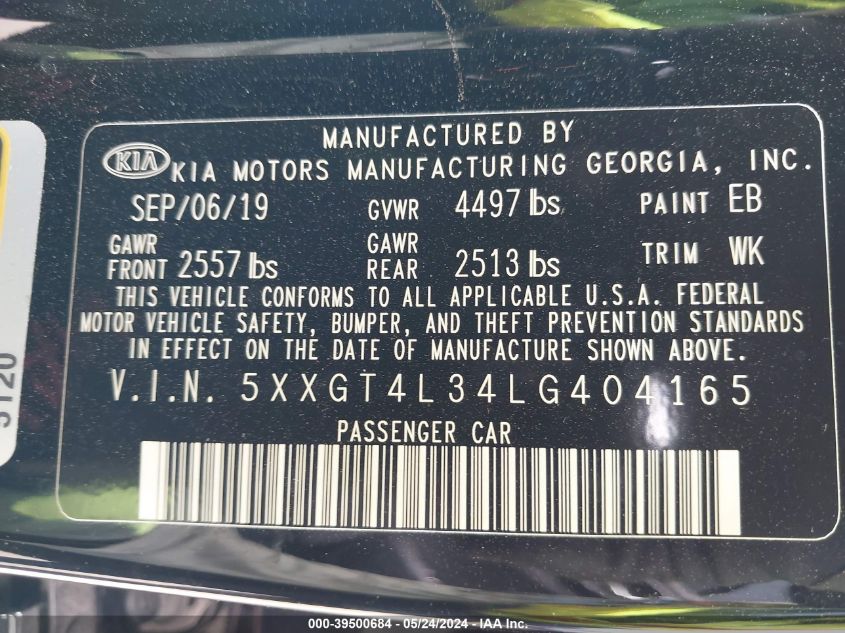 MANUFACTURED BY
KIA KIA MOTORS MANUFACTURING GEORGIA, INC.
SEP/06/19 GVWR 4497 lbs PAINT EB
GAWR FRONT 2557 lbs GAWR REAR 2513 lbs TRIM WK
THIS VEHICLE CONFORMS TO ALL APPLICABLE U.S.A. FEDERAL
MOTOR VEHICLE SAFETY, BUMPER, AND THEFT PREVENTION STANDARDS
IN EFFECT ON THE DATE OF MANUFACTURE SHOWN ABOVE.
V.I.N. 5XXGT4L34LG404165
PASSENGER CAR
000-39500684 - 05/24/2024 - IAA Inc.